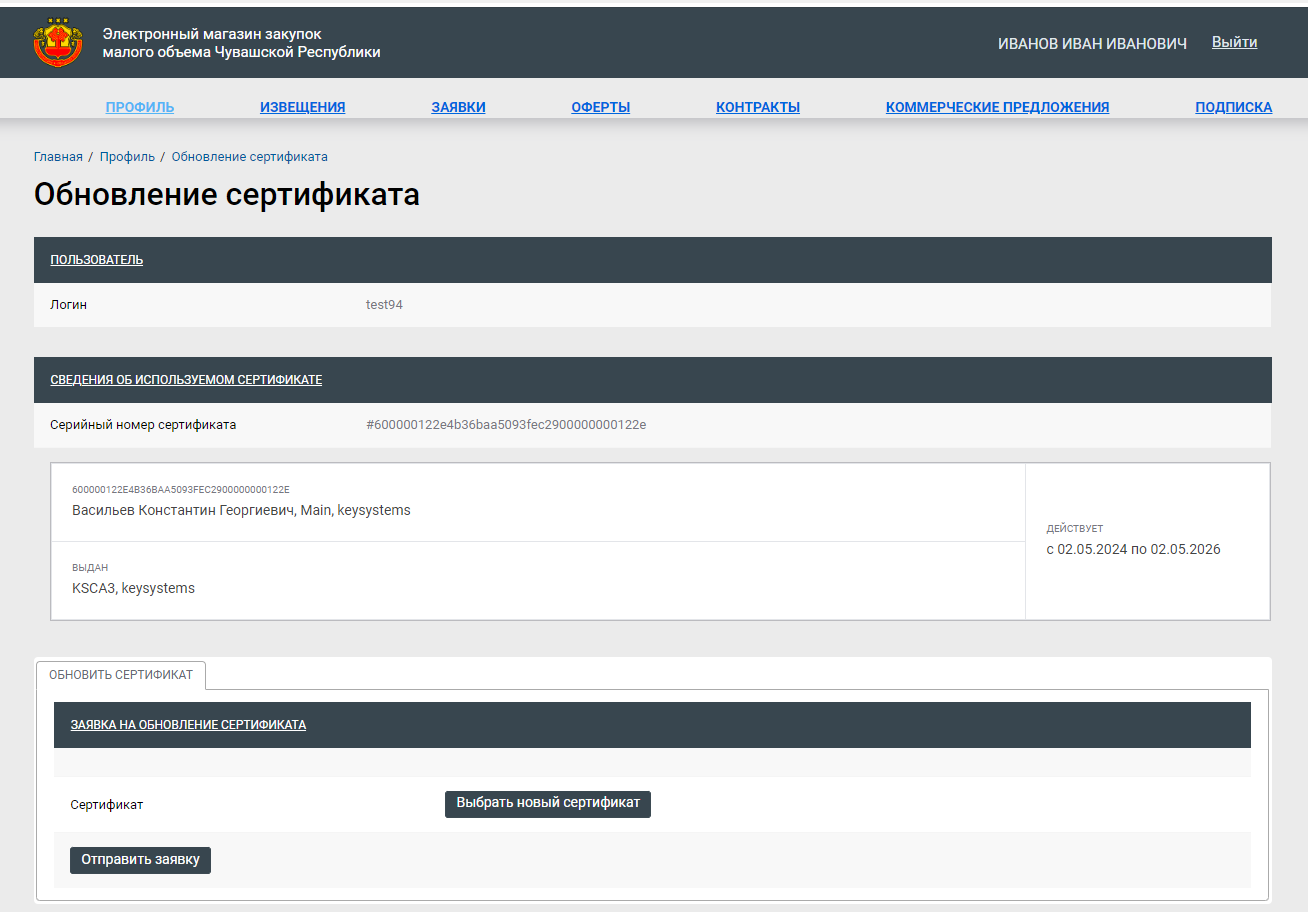 Электронный магазин закупок
малого объема Чувашской Республики
ИВАНОВ ИВАН ИВАНОВИЧ Выйти
ПРОФИЛЬ ИЗВЕЩЕНИЯ ЗАЯВКИ ОФЕРТЫ КОНТРАКТЫ КОММЕРЧЕСКИЕ ПРЕДЛОЖЕНИЯ ПОДПИСКА
Главная / Профиль / Обновление сертификата
Обновление сертификата
ПОЛЬЗОВАТЕЛЬ
Логин test94
СВЕДЕНИЯ ОБ ИСПОЛЬЗУЕМОМ СЕРТИФИКАТЕ
Серийный номер сертификата #600000122e4b36baa5093fec2900000000122e
600000122E4B36BAA5093FEC2900000000122E
Васильев Константин Георгиевич, Main, keysystems
ВЫДАН
KSCA3, keysystems
ДЕЙСТВУЕТ
с 02.05.2024 по 02.05.2026
ОБНОВИТЬ СЕРТИФИКАТ
ЗАЯВКА НА ОБНОВЛЕНИЕ СЕРТИФИКАТА
Сертификат Выбрать новый сертификат
Отправить заявку